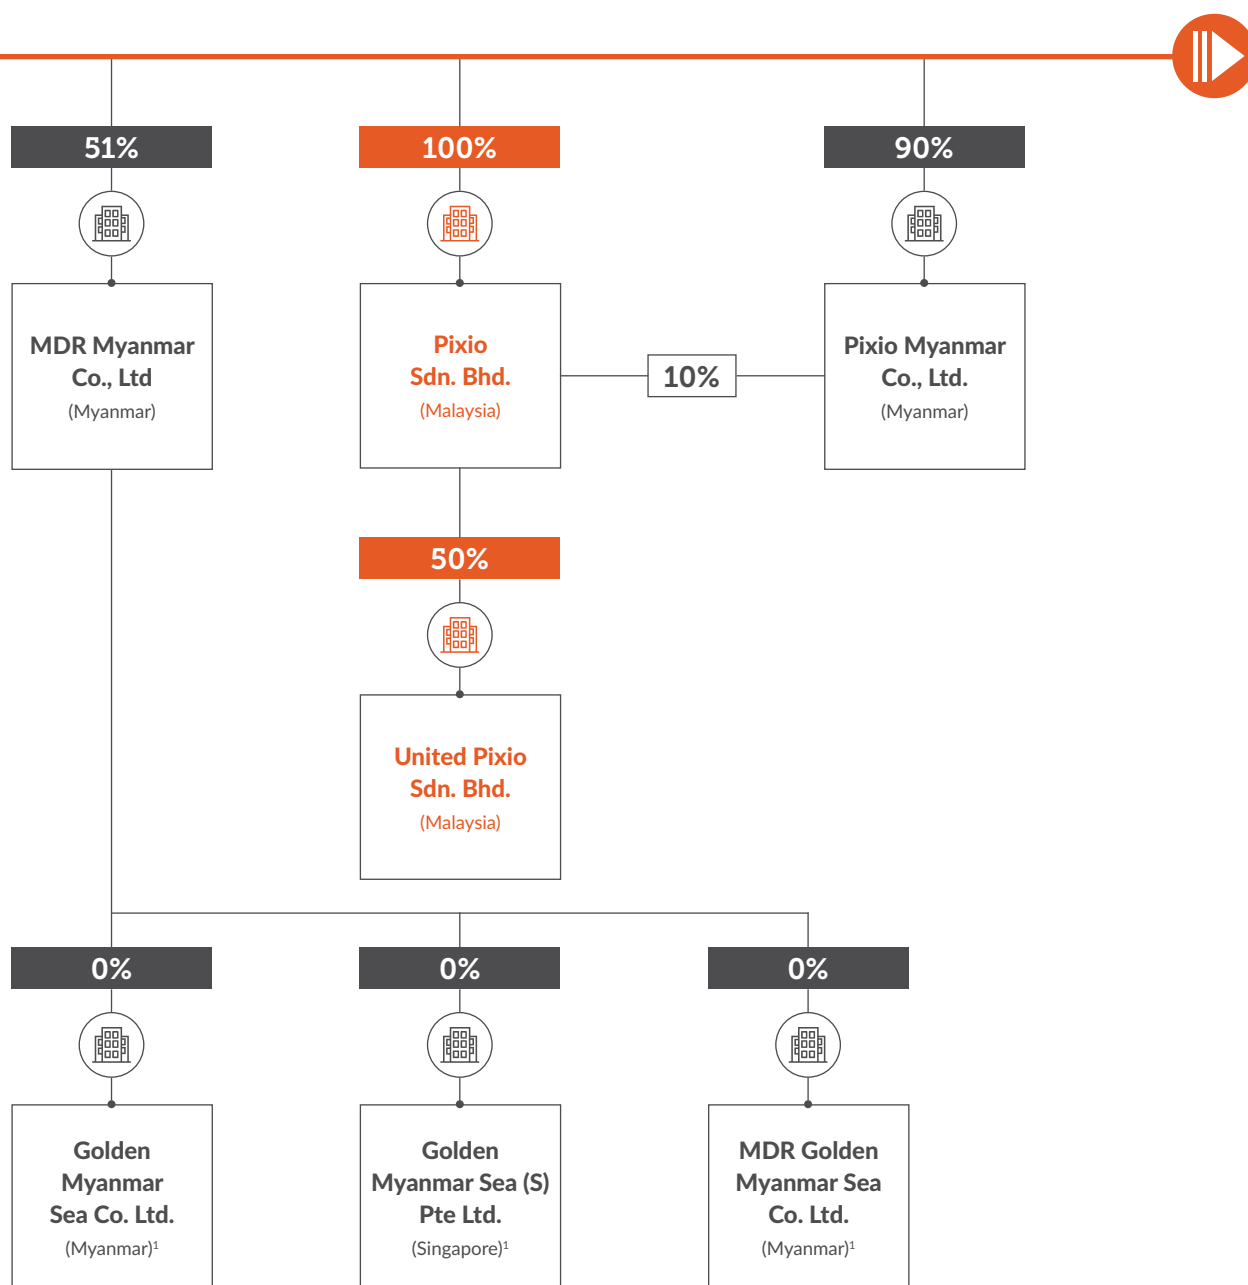 51%
100%
90%
MDR Myanmar
Co., Ltd
(Myanmar)
Pixio
Sdn. Bhd.
(Malaysia)
10%
Pixio Myanmar
Co., Ltd.
(Myanmar)
50%
United Pixio
Sdn. Bhd.
(Malaysia)
0%
0%
0%
Golden
Myanmar
Sea Co. Ltd.
(Myanmar)¹
Golden
Myanmar Sea (S)
Pte Ltd.
(Singapore)¹
MDR Golden
Myanmar Sea
Co. Ltd.
(Myanmar)¹